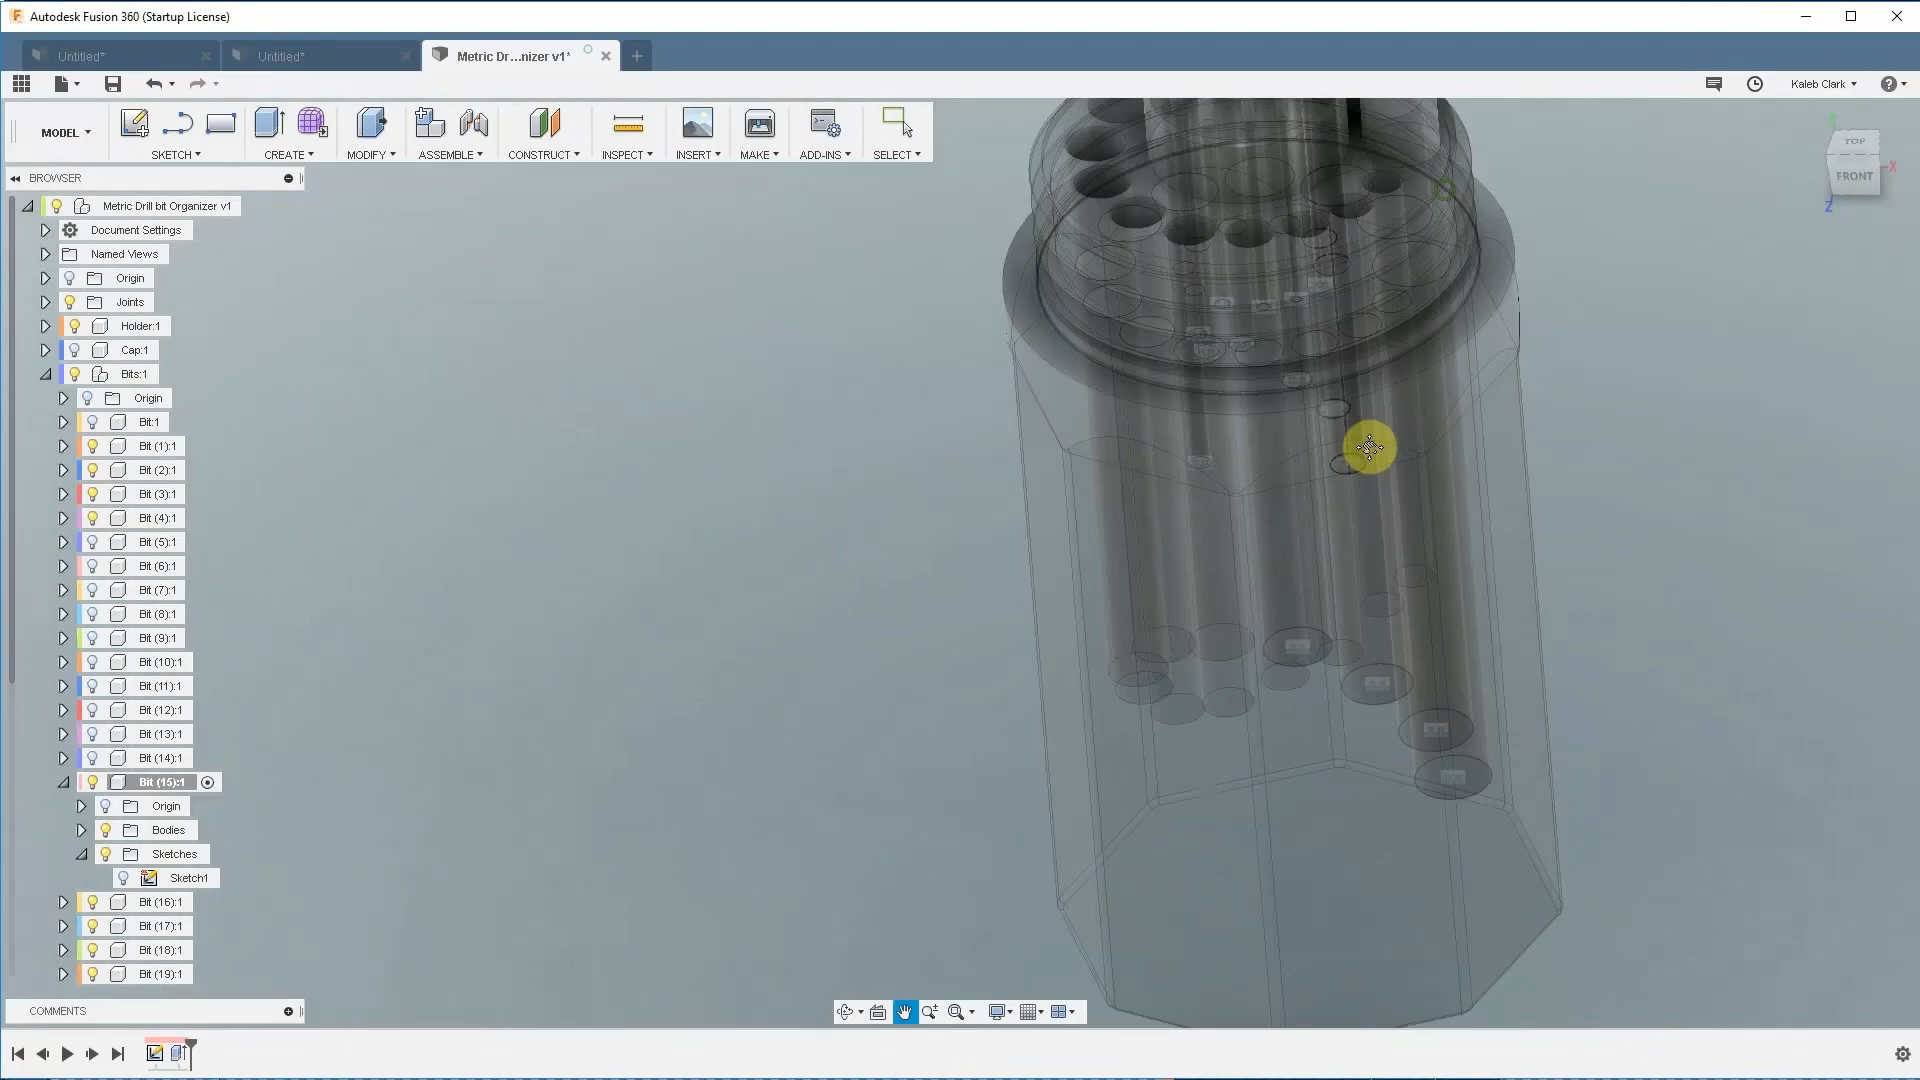 Autodesk Fusion 360 (Startup License)
Untitled*
Untitled*
Metric Dr...nizer v1*
Kaleb Clark
MODEL
SKETCH
CREATE
MODIFY
ASSEMBLE
CONSTRUCT
INSPECT
INSERT
MAKE
ADD-INS
SELECT
TOP
FRONT
X
Y
Z
BROWSER
Metric Drill bit Organizer v1
Document Settings
Named Views
Origin
Joints
Holder:1
Cap:1
Bits:1
Origin
Bit:1
Bit (1):1
Bit (2):1
Bit (3):1
Bit (4):1
Bit (5):1
Bit (6):1
Bit (7):1
Bit (8):1
Bit (9):1
Bit (10):1
Bit (11):1
Bit (12):1
Bit (13):1
Bit (14):1
Bit (15):1
Origin
Bodies
Sketches
Sketch1
Bit (16):1
Bit (17):1
Bit (18):1
Bit (19):1
COMMENTS